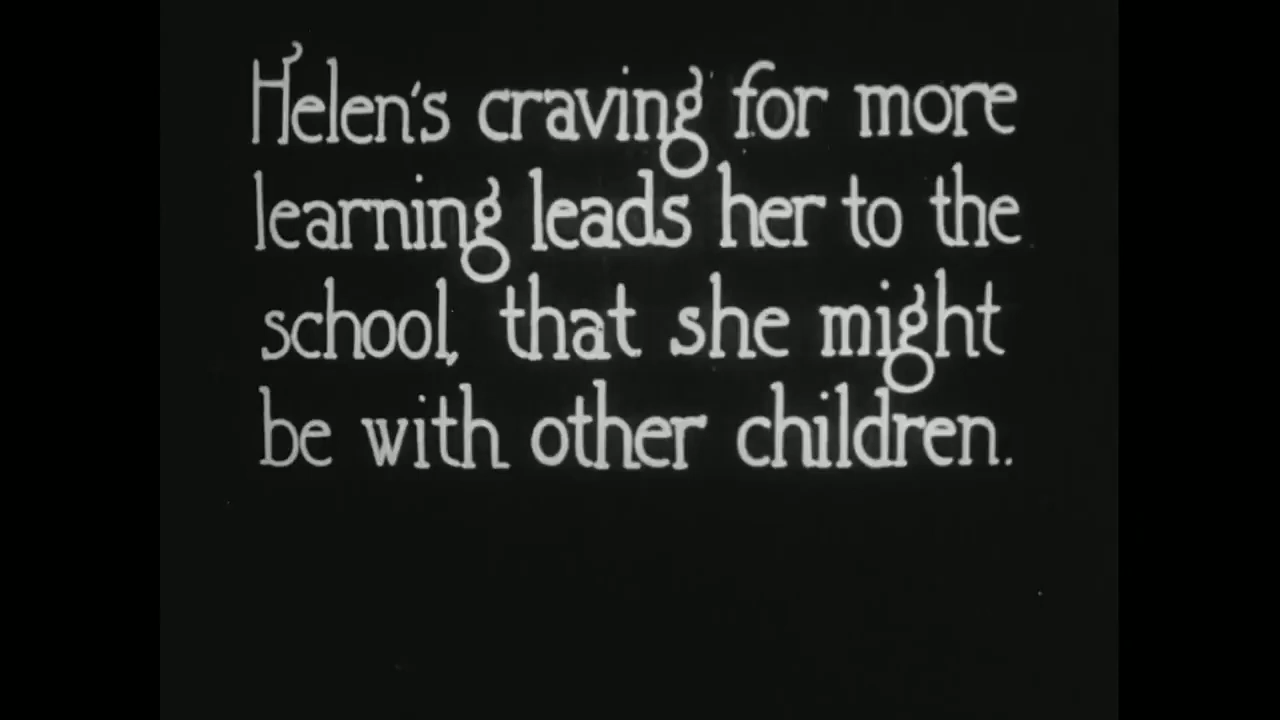 Helen's craving for more
learning leads her to the
school, that she might
be with other children.